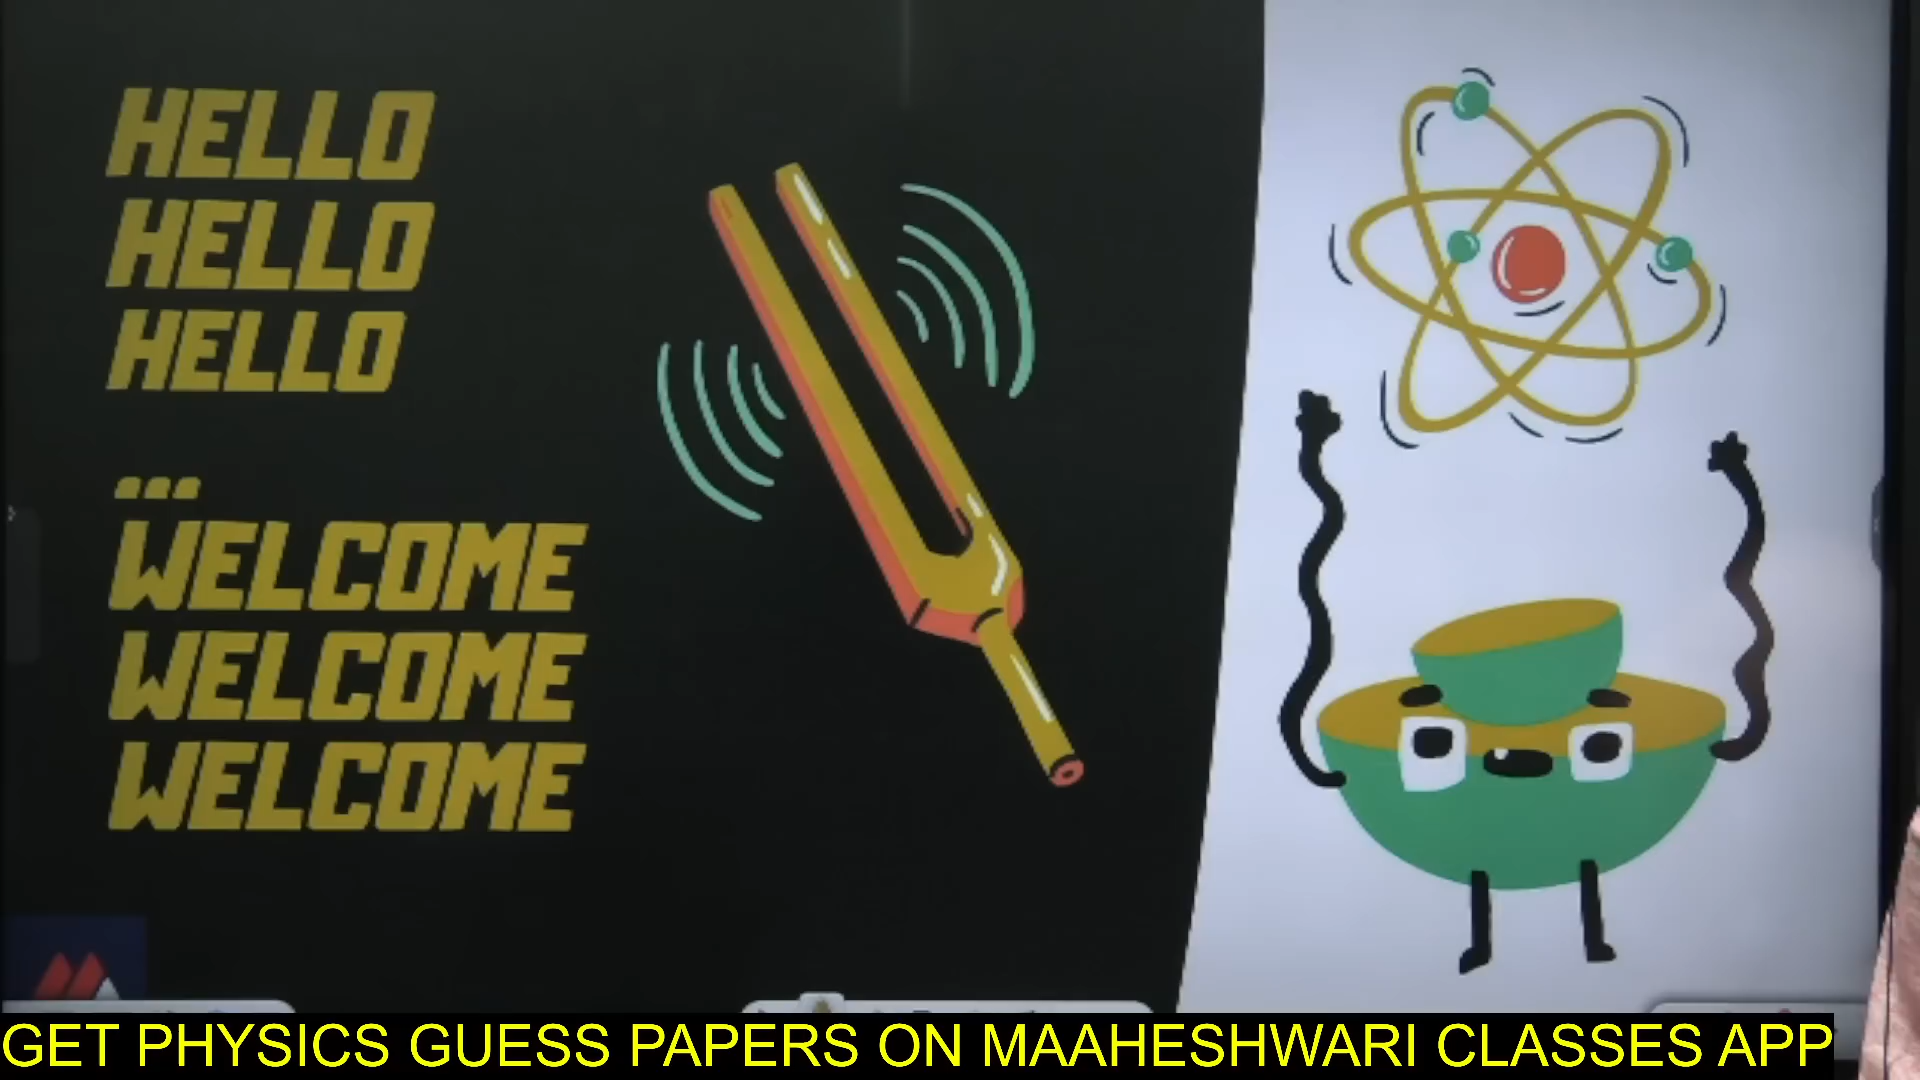 HELLO
HELLO
HELLO
...
WELCOME
WELCOME
WELCOME
GET PHYSICS GUESS PAPERS ON MAAHESHWARI CLASSES APP